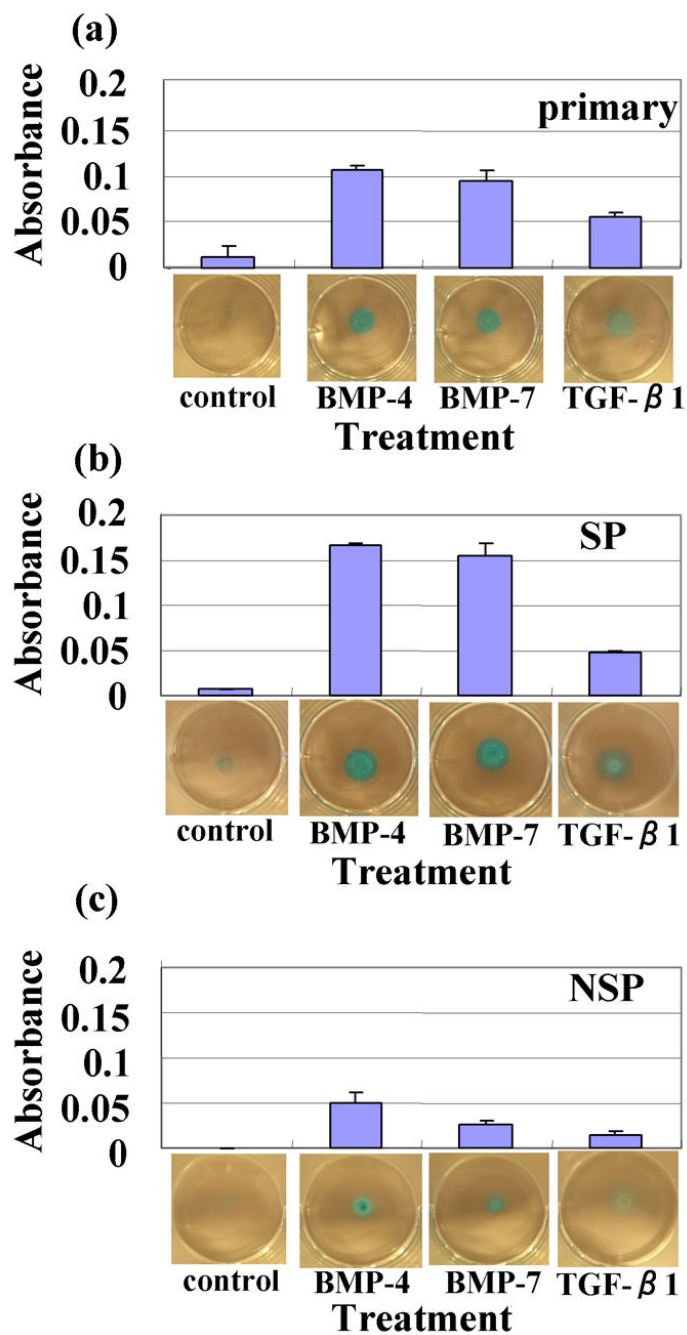 (a)
primary
Absorbance
0.2
0.15
0.1
0.05
0
control BMP-4 BMP-7 TGF-β1
Treatment
(b)
SP
Absorbance
0.2
0.15
0.1
0.05
0
control BMP-4 BMP-7 TGF-β1
Treatment
(c)
NSP
Absorbance
0.2
0.15
0.1
0.05
0
control BMP-4 BMP-7 TGF-β1
Treatment